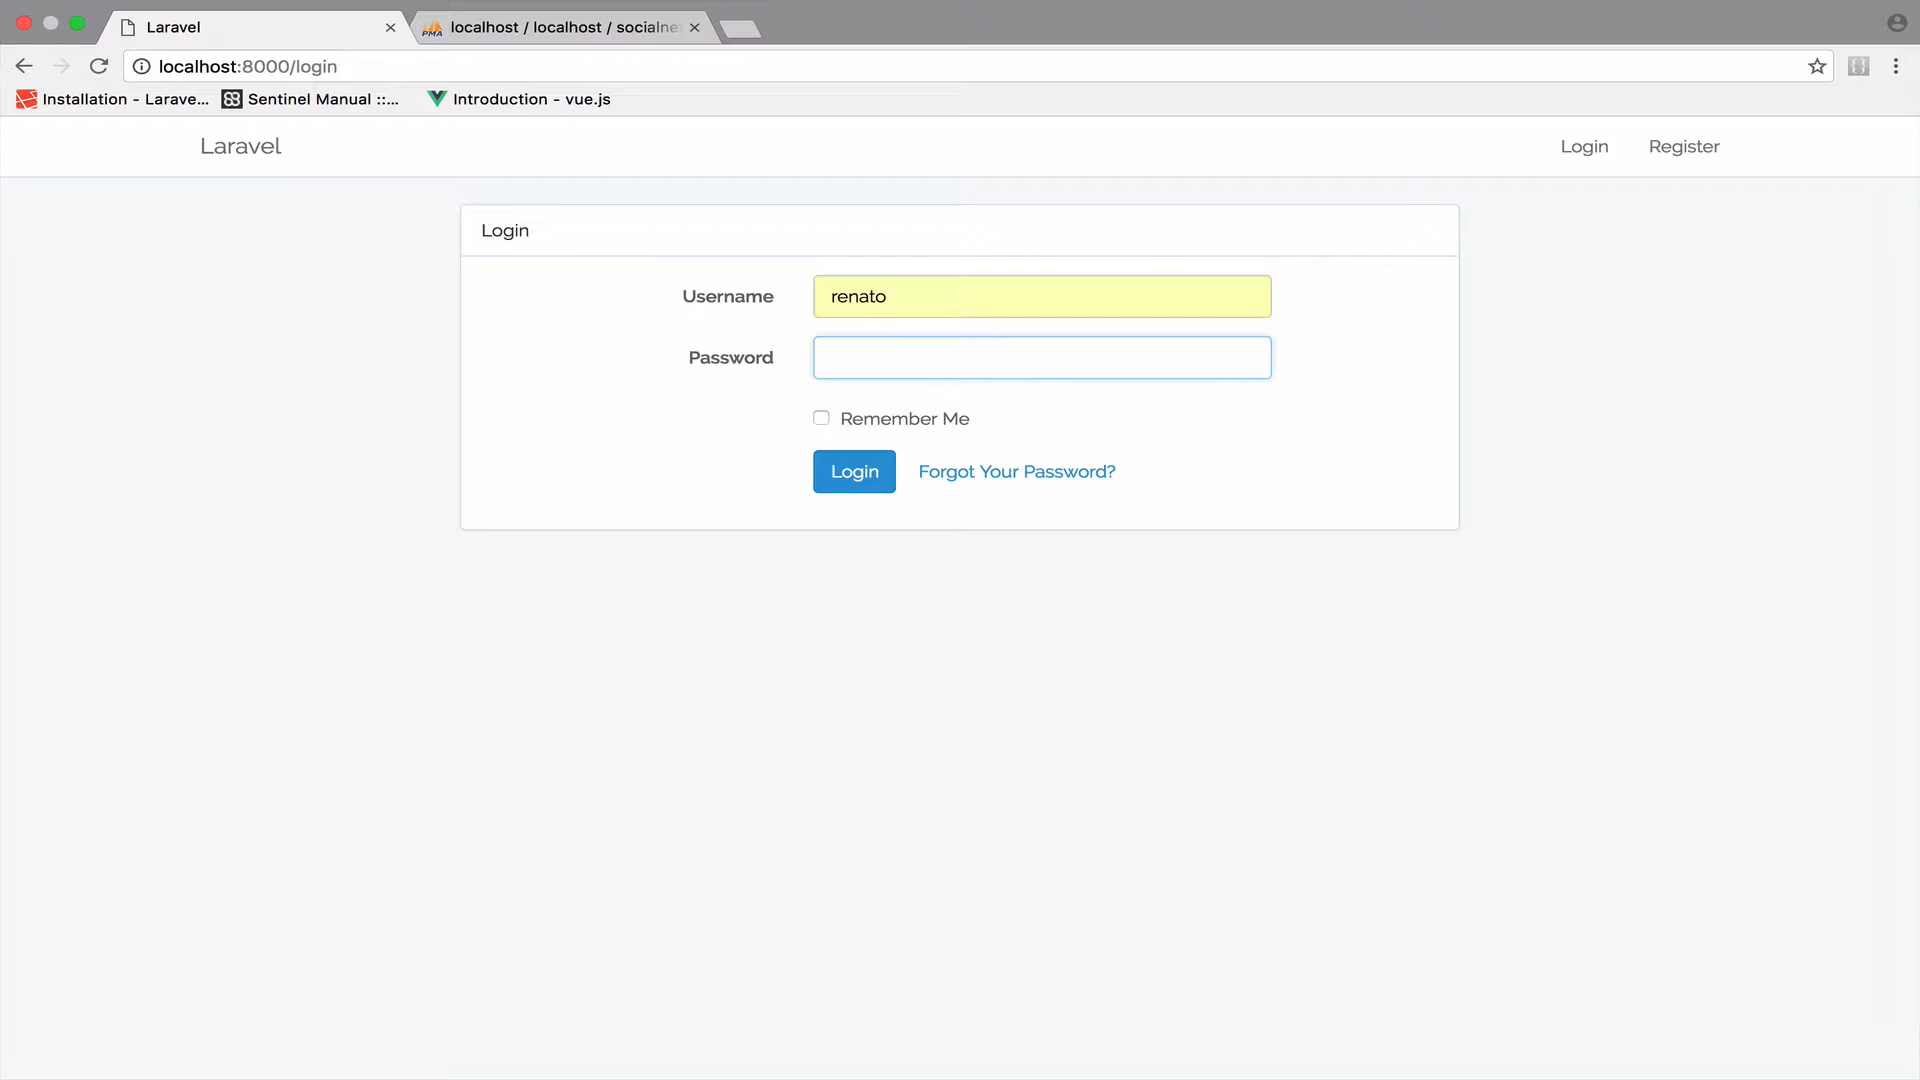 Laravel
localhost / localhost / socialne
localhost:8000/login
Installation - Larave...
Sentinel Manual ::...
Introduction - vue.js
Laravel
Login
Register
Login
Username
renato
Password
Remember Me
Login
Forgot Your Password?